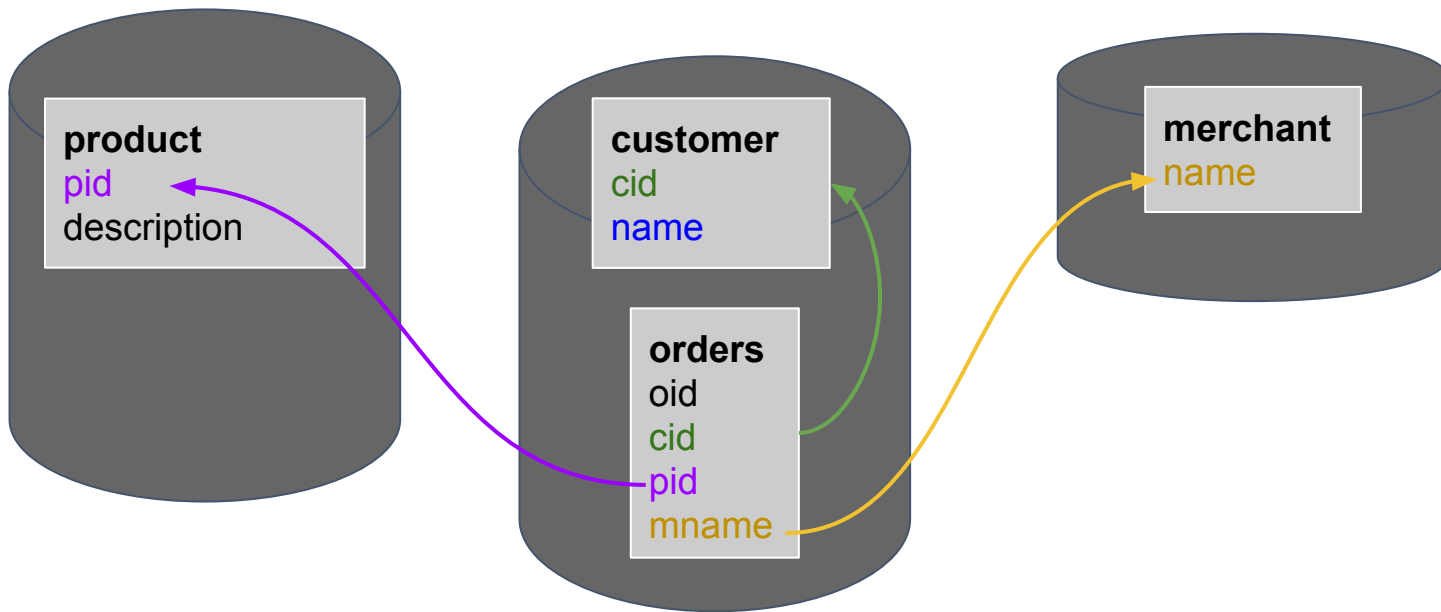 product
pid
description
customer
cid
name
orders
oid
cid
pid
mname
merchant
name